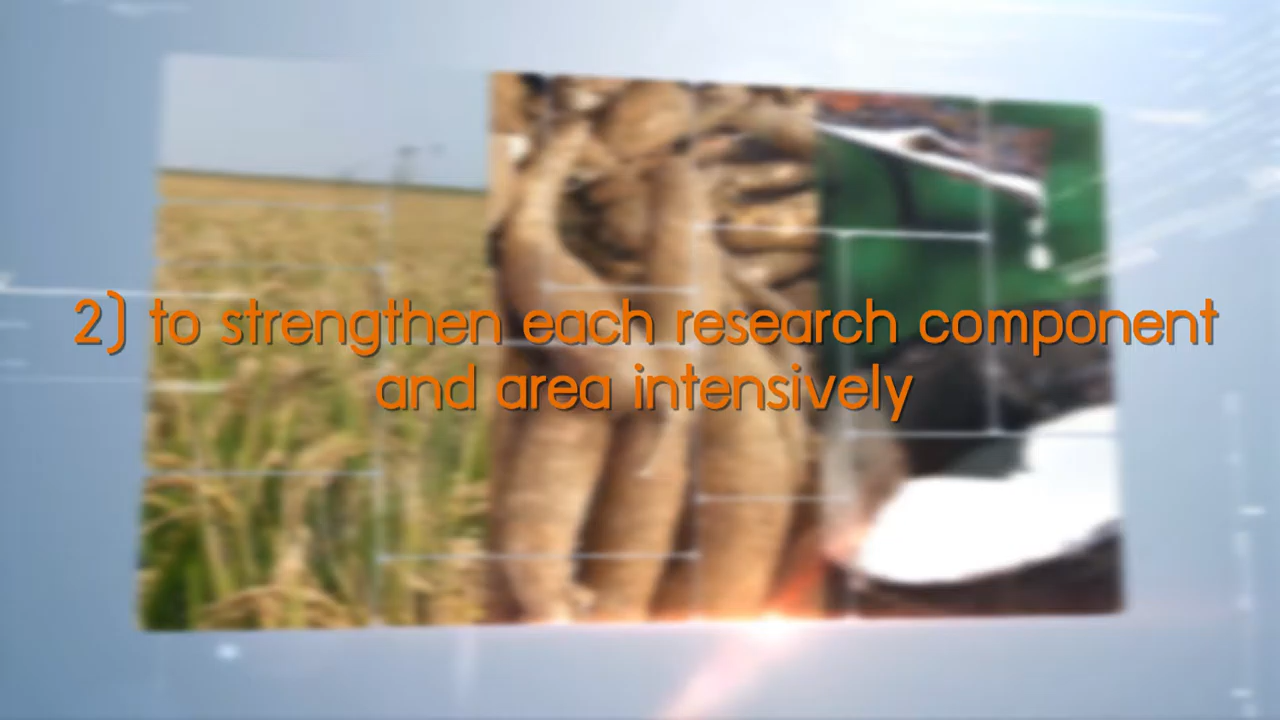 2) to strengthen each research component
and area intensively